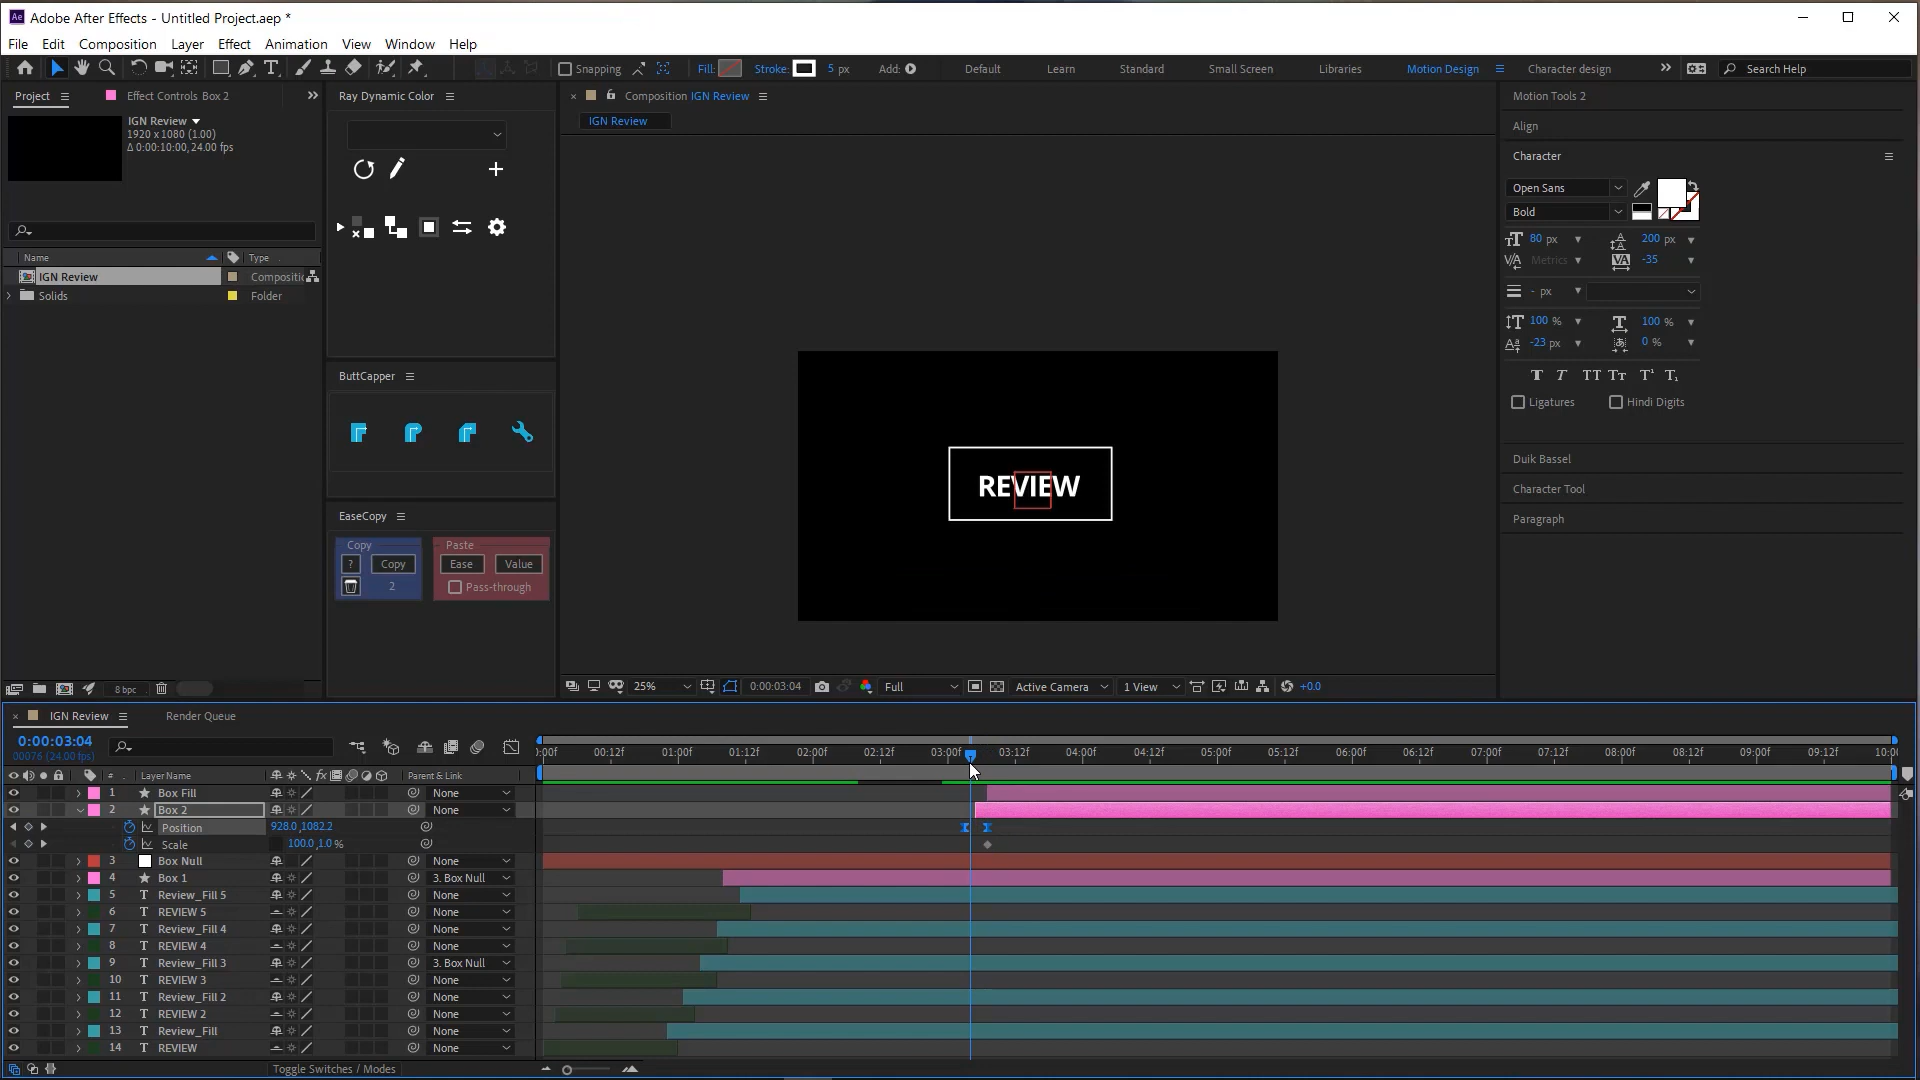 Adobe After Effects - Untitled Project.aep *
File Edit Composition Layer Effect Animation View Window Help
Snapping Fill: Stroke: 5 px Add: Default Learn Standard Small Screen Libraries Motion Design Character design Search Help
Project Effect Controls Box 2
IGN Review
1920 x 1080 (1.00)
Δ 0:00:10:00, 24.00 fps
Name Type
IGN Review Compositi
Solids Folder
8 bpc
Ray Dynamic Color
ButtCapper
EaseCopy
Copy Paste
? Copy Ease Value
2 Pass-through
Composition IGN Review
IGN Review
REVIEW
25% 0:00:03:04 Full Active Camera 1 View +0.0
Motion Tools 2
Align
Character
Open Sans
Bold
80 px 200 px
Metrics -35
- px
100 % 100 %
-23 px 0 %
Ligatures Hindi Digits
Duik Bassel
Character Tool
Paragraph
IGN Review Render Queue
0:00:03:04
00076 (24.00 fps)
:00f 00:12f 01:00f 01:12f 02:00f 02:12f 03:00f 03:12f 04:00f 04:12f 05:00f 05:12f 06:00f 06:12f 07:00f 07:12f 08:00f 08:12f 09:00f 09:12f 10:00
# Layer Name fx Parent & Link
1 Box Fill None
2 Box 2 None
Position 928.0,1082.2
Scale 100.0,1.0 %
3 Box Null None
4 Box 1 3. Box Null
5 T Review_Fill 5 None
6 T REVIEW 5 None
7 T Review_Fill 4 None
8 T REVIEW 4 None
9 T Review_Fill 3 3. Box Null
10 T REVIEW 3 None
11 T Review_Fill 2 None
12 T REVIEW 2 None
13 T Review_Fill None
14 T REVIEW None
Toggle Switches / Modes